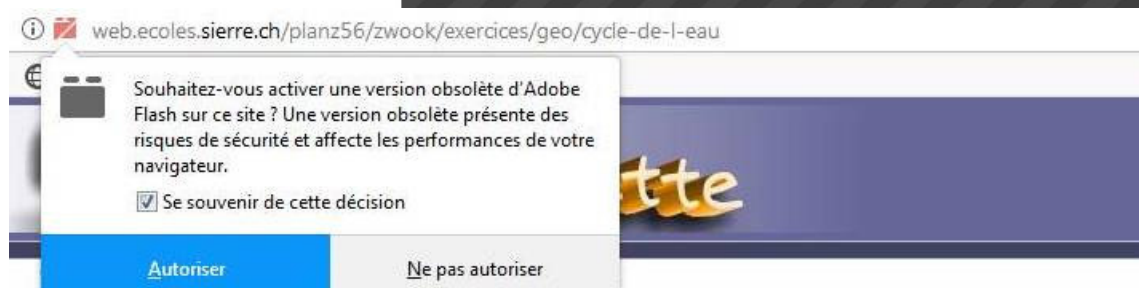 web.ecoles.sierre.ch/planz56/zwook/exercices/geo/cycle-de-l-eau
Souhaitez-vous activer une version obsolète d'Adobe
Flash sur ce site ? Une version obsolète présente des
risques de sécurité et affecte les performances de votre
navigateur.
Se souvenir de cette décision
Autoriser
Ne pas autoriser